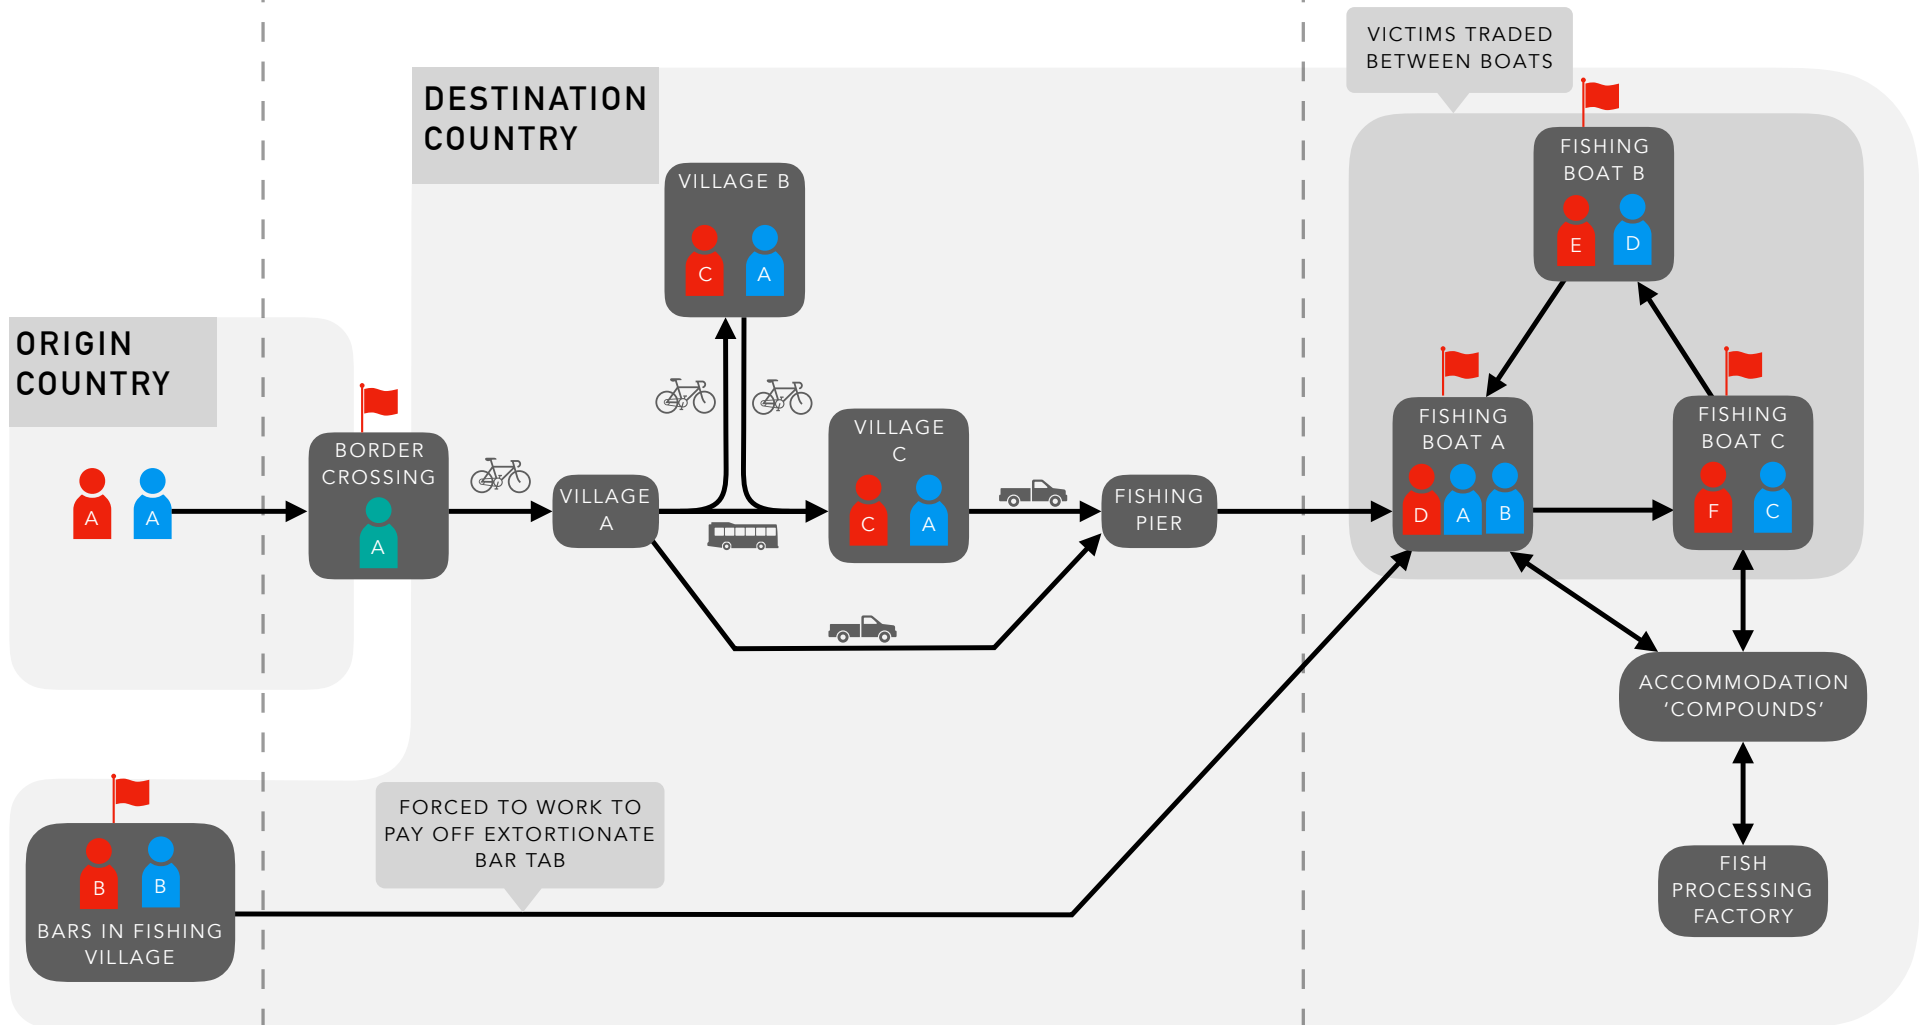 VICTIMS TRADED
BETWEEN BOATS
DESTINATION
COUNTRY
FISHING
BOAT B
E
D
VILLAGE B
C
A
ORIGIN
COUNTRY
A
A
BORDER
CROSSING
A
VILLAGE
A
VILLAGE
C
C
A
FISHING
PIER
FISHING
BOAT A
D
A
B
FISHING
BOAT C
F
C
ACCOMMODATION
‘COMPOUNDS’
FORCED TO WORK TO
PAY OFF EXTORTIONATE
BAR TAB
B
B
BARS IN FISHING
VILLAGE
FISH
PROCESSING
FACTORY